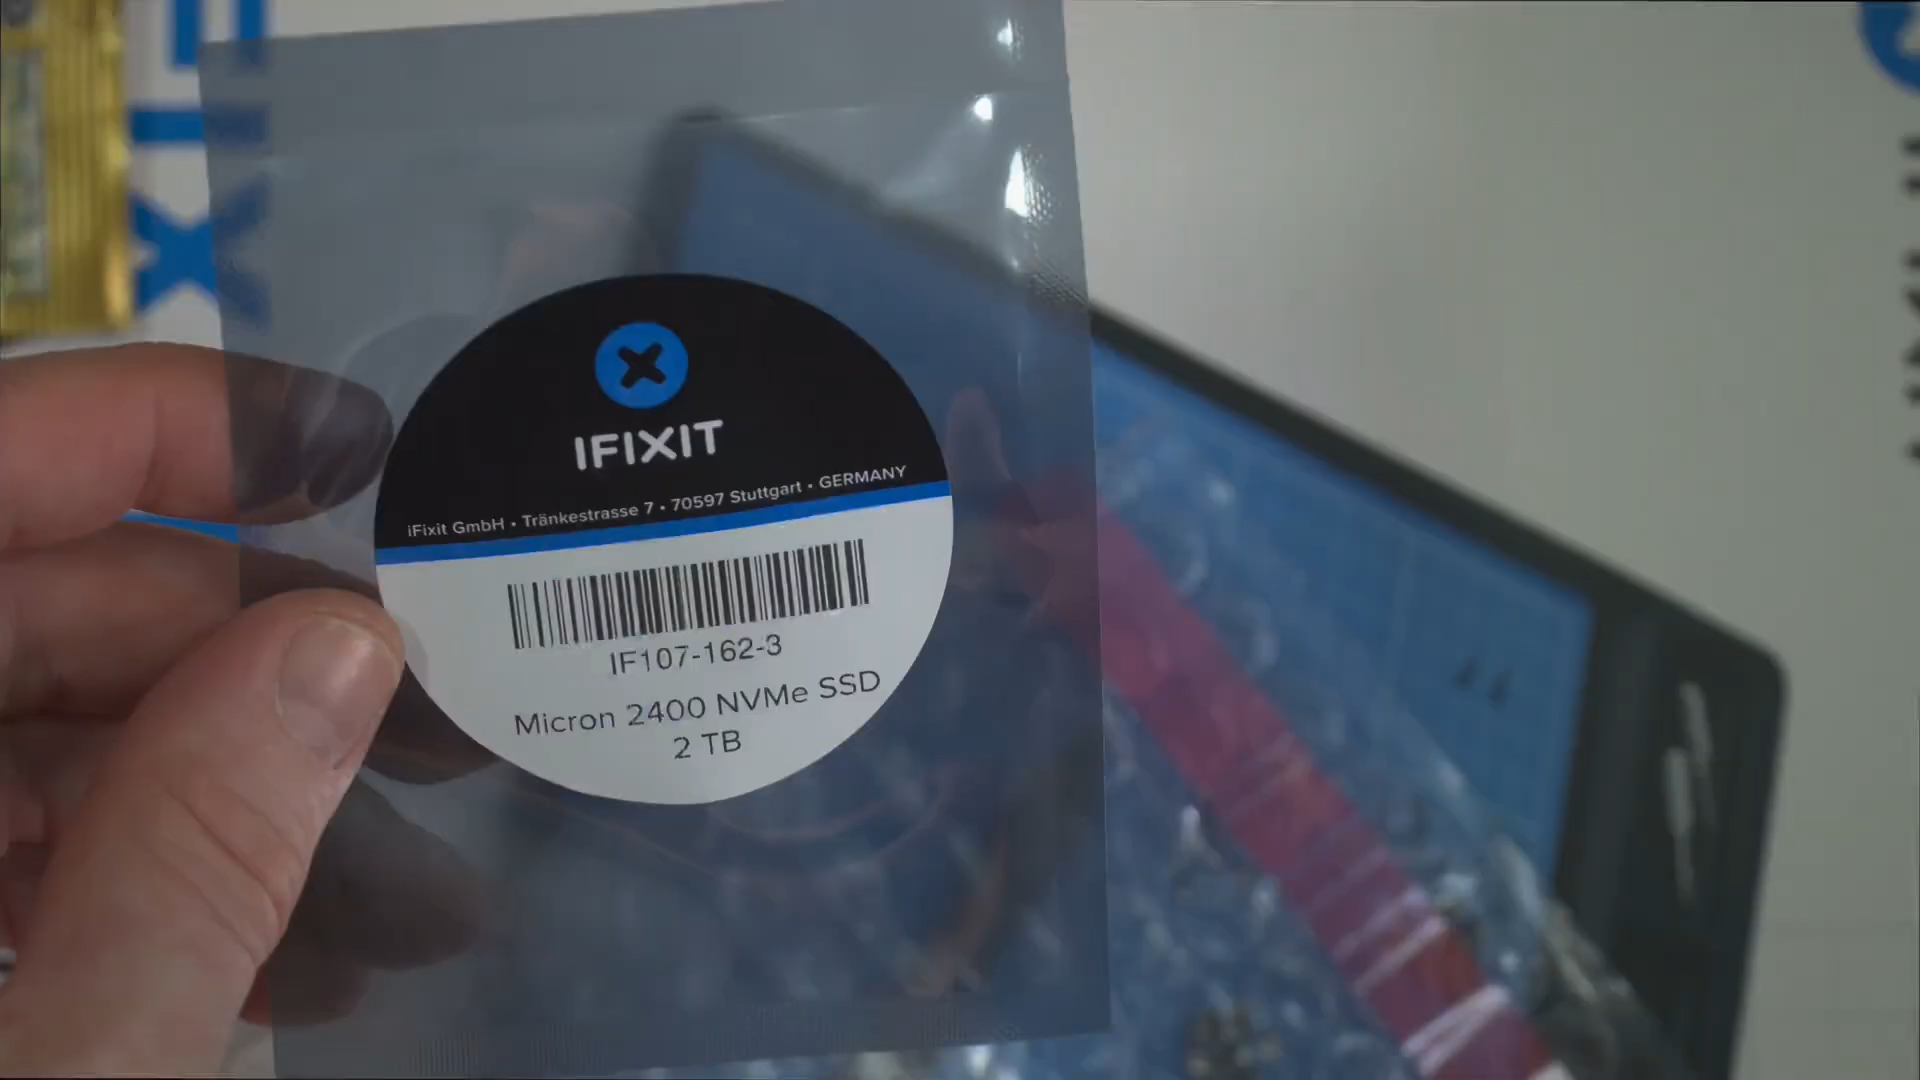 IFIXIT
iFixit GmbH • Tränkestrasse 7 • 70597 Stuttgart • GERMANY
IF107-162-3
Micron 2400 NVMe SSD
2 TB